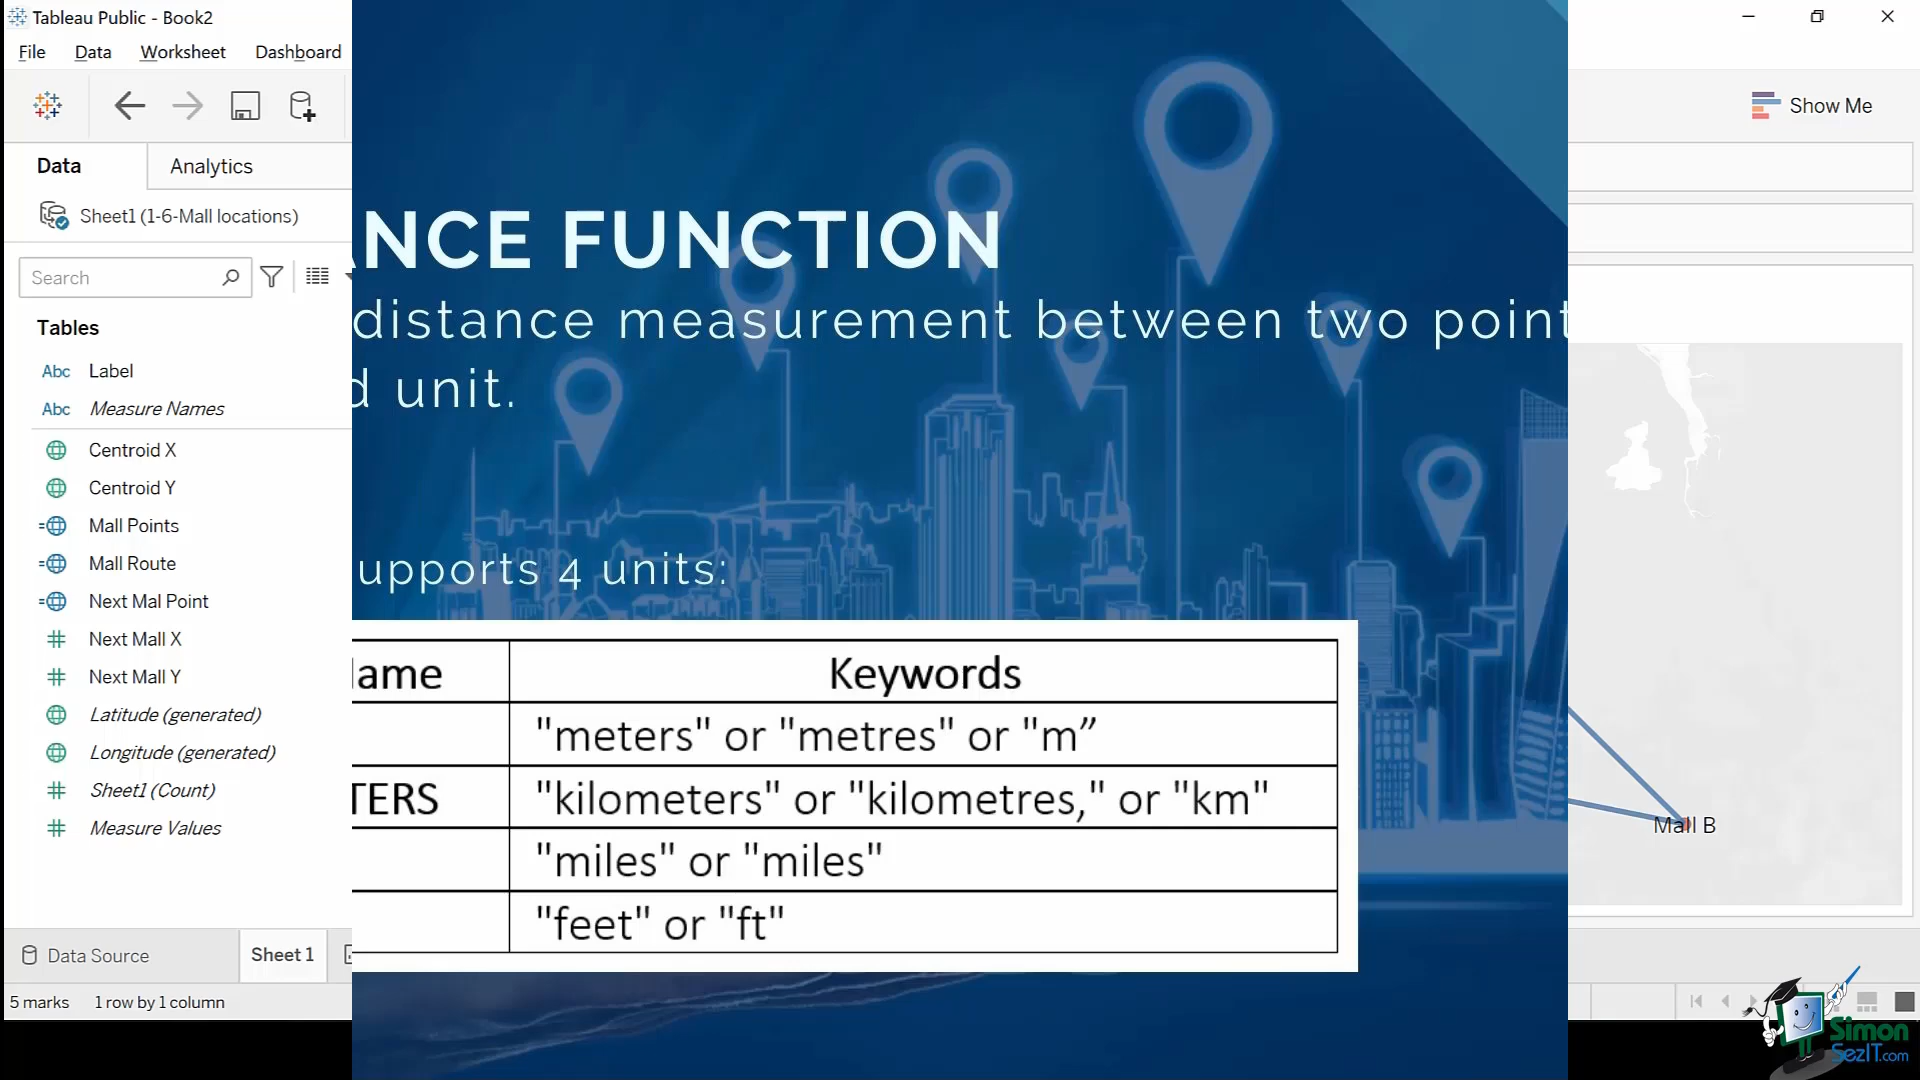 Tableau Public - Book2
File Data Worksheet Dashboard
Show Me
Data Analytics
Sheet1 (1-6-Mall locations)
Search
Tables
Abc Label
Abc Measure Names
Centroid X
Centroid Y
Mall Points
Mall Route
Next Mal Point
Next Mall X
Next Mall Y
Latitude (generated)
Longitude (generated)
Sheet1 (Count)
Measure Values
Data Source Sheet 1
5 marks 1 row by 1 column
NCE FUNCTION
distance measurement between two point
d unit.
upports 4 units:
ame Keywords
"meters" or "metres" or "m”
TERS "kilometers" or "kilometres," or "km"
"miles" or "miles"
"feet" or "ft"
Mall B
Simon
SezIT.com